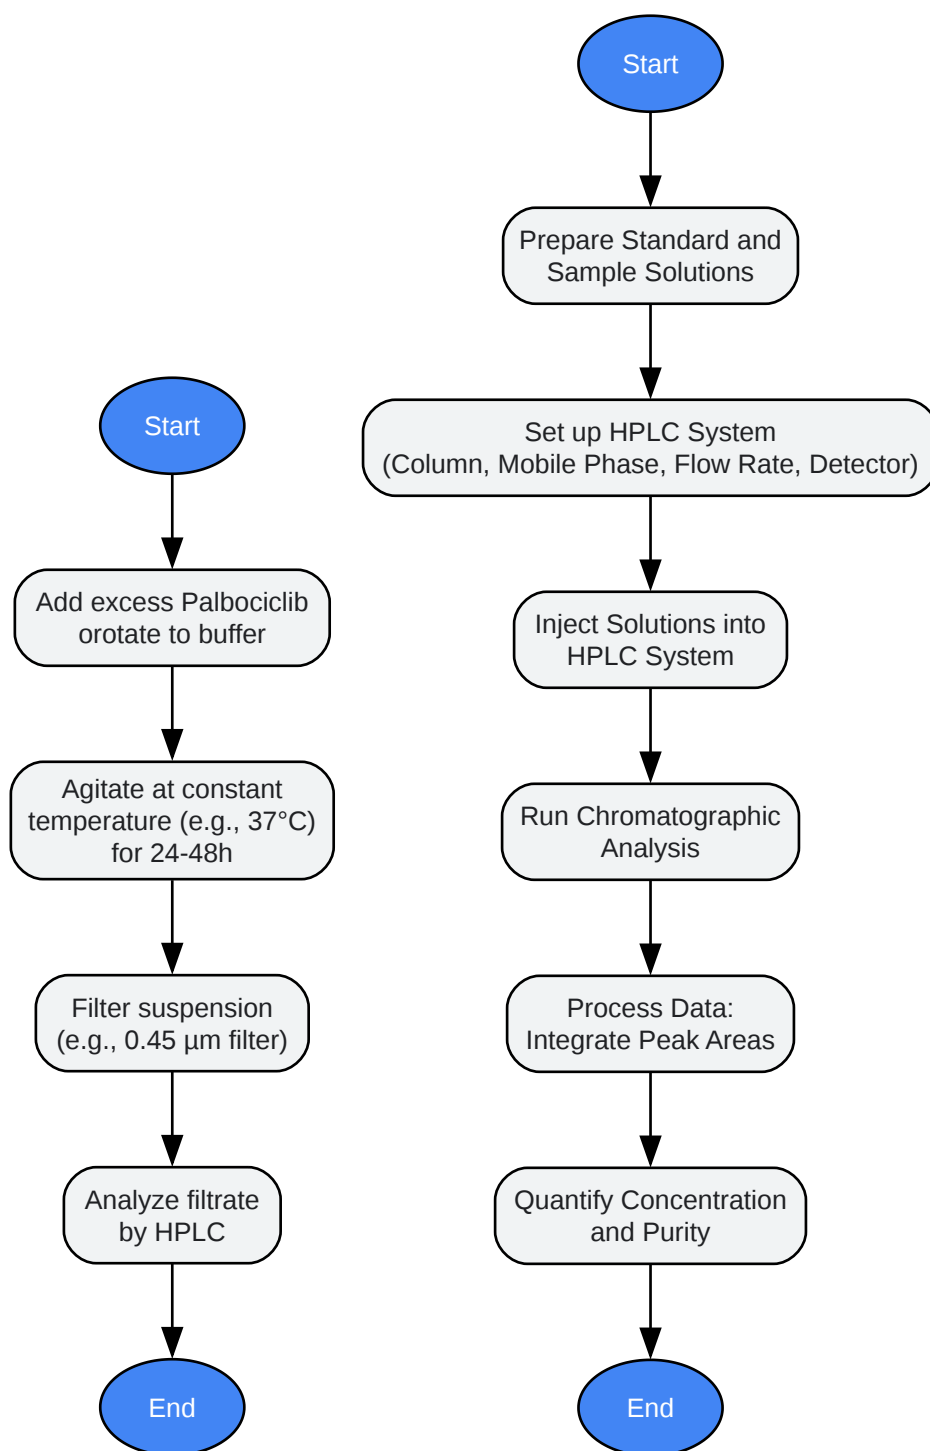 Start
Add excess Palbociclib
orotate to buffer
Agitate at constant
temperature (e.g., 37°C)
for 24-48h
Filter suspension
(e.g., 0.45 µm filter)
Analyze filtrate
by HPLC
End
Start
Prepare Standard and
Sample Solutions
Set up HPLC System
(Column, Mobile Phase, Flow Rate, Detector)
Inject Solutions into
HPLC System
Run Chromatographic
Analysis
Process Data:
Integrate Peak Areas
Quantify Concentration
and Purity
End